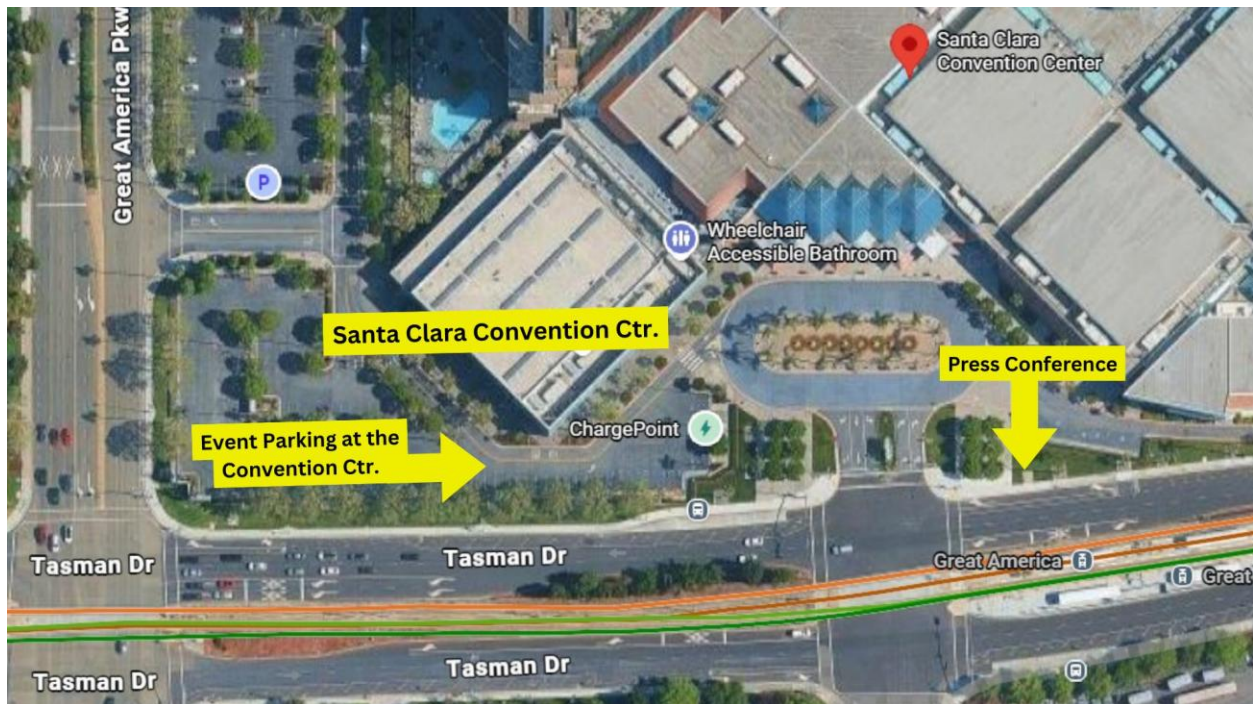 Great America Pkwy
Santa Clara
Convention Center
P
Wheelchair
Accessible Bathroom
Santa Clara Convention Ctr.
Press Conference
Event Parking at the
Convention Ctr.
ChargePoint
Tasman Dr
Tasman Dr
Great America
Great
Tasman Dr
Tasman Dr